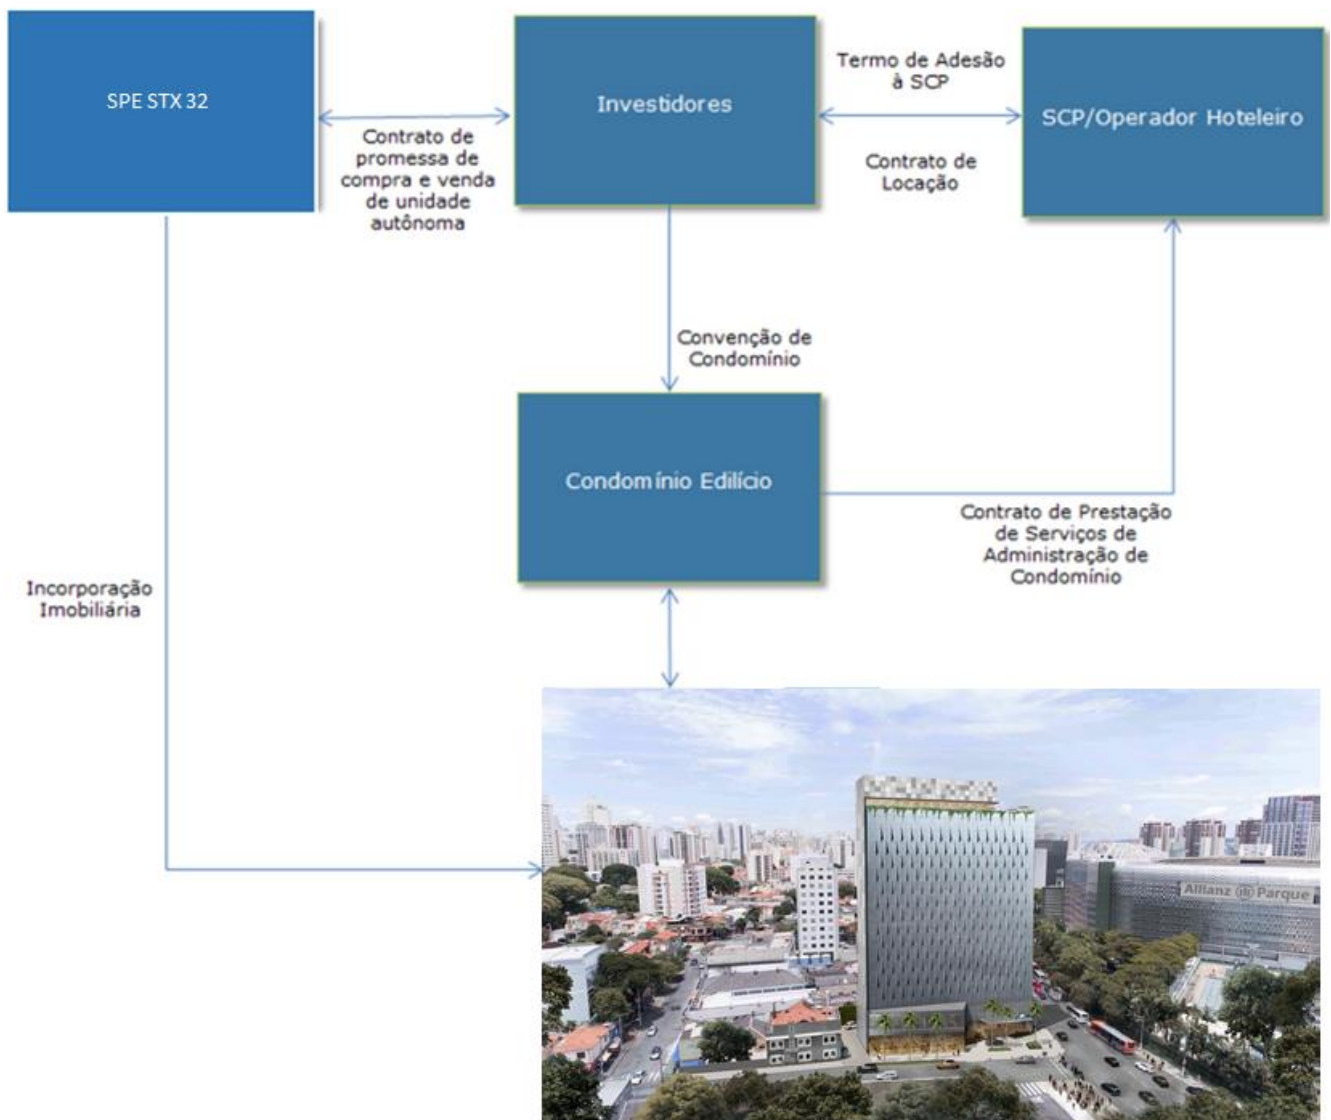 SPE STX 32
Investidores
SCP/Operador Hoteleiro
Contrato de
promessa de
compra e venda
de unidade
autônoma
Termo de Adesão
à SCP
Contrato de
Locação
Convenção de
Condomínio
Condomínio Edilício
Contrato de Prestação
de Serviços de
Administração de
Condomínio
Incorporação
Imobiliária
Allianz Parque